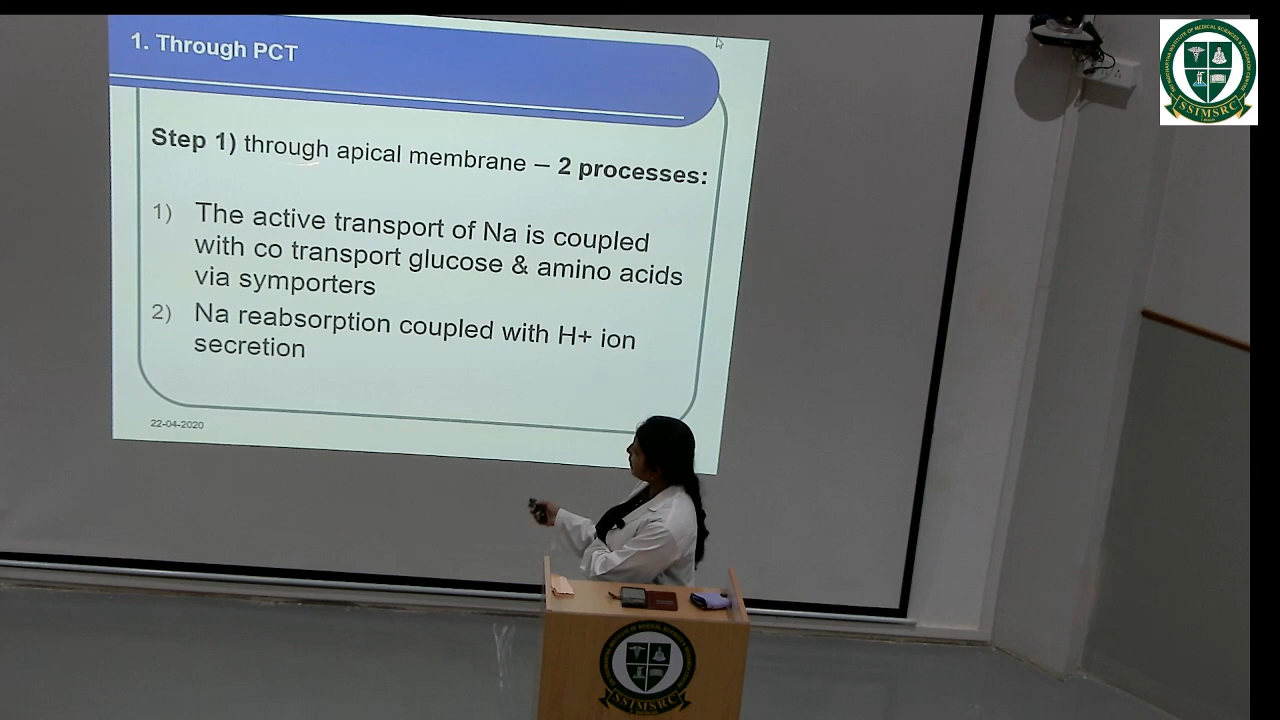 1. Through PCT
Step 1) through apical membrane – 2 processes:
1) The active transport of Na is coupled
with co transport glucose & amino acids
via symporters
2) Na reabsorption coupled with H+ ion
secretion
22-04-2020
SSIMSRC
SSIMSRC